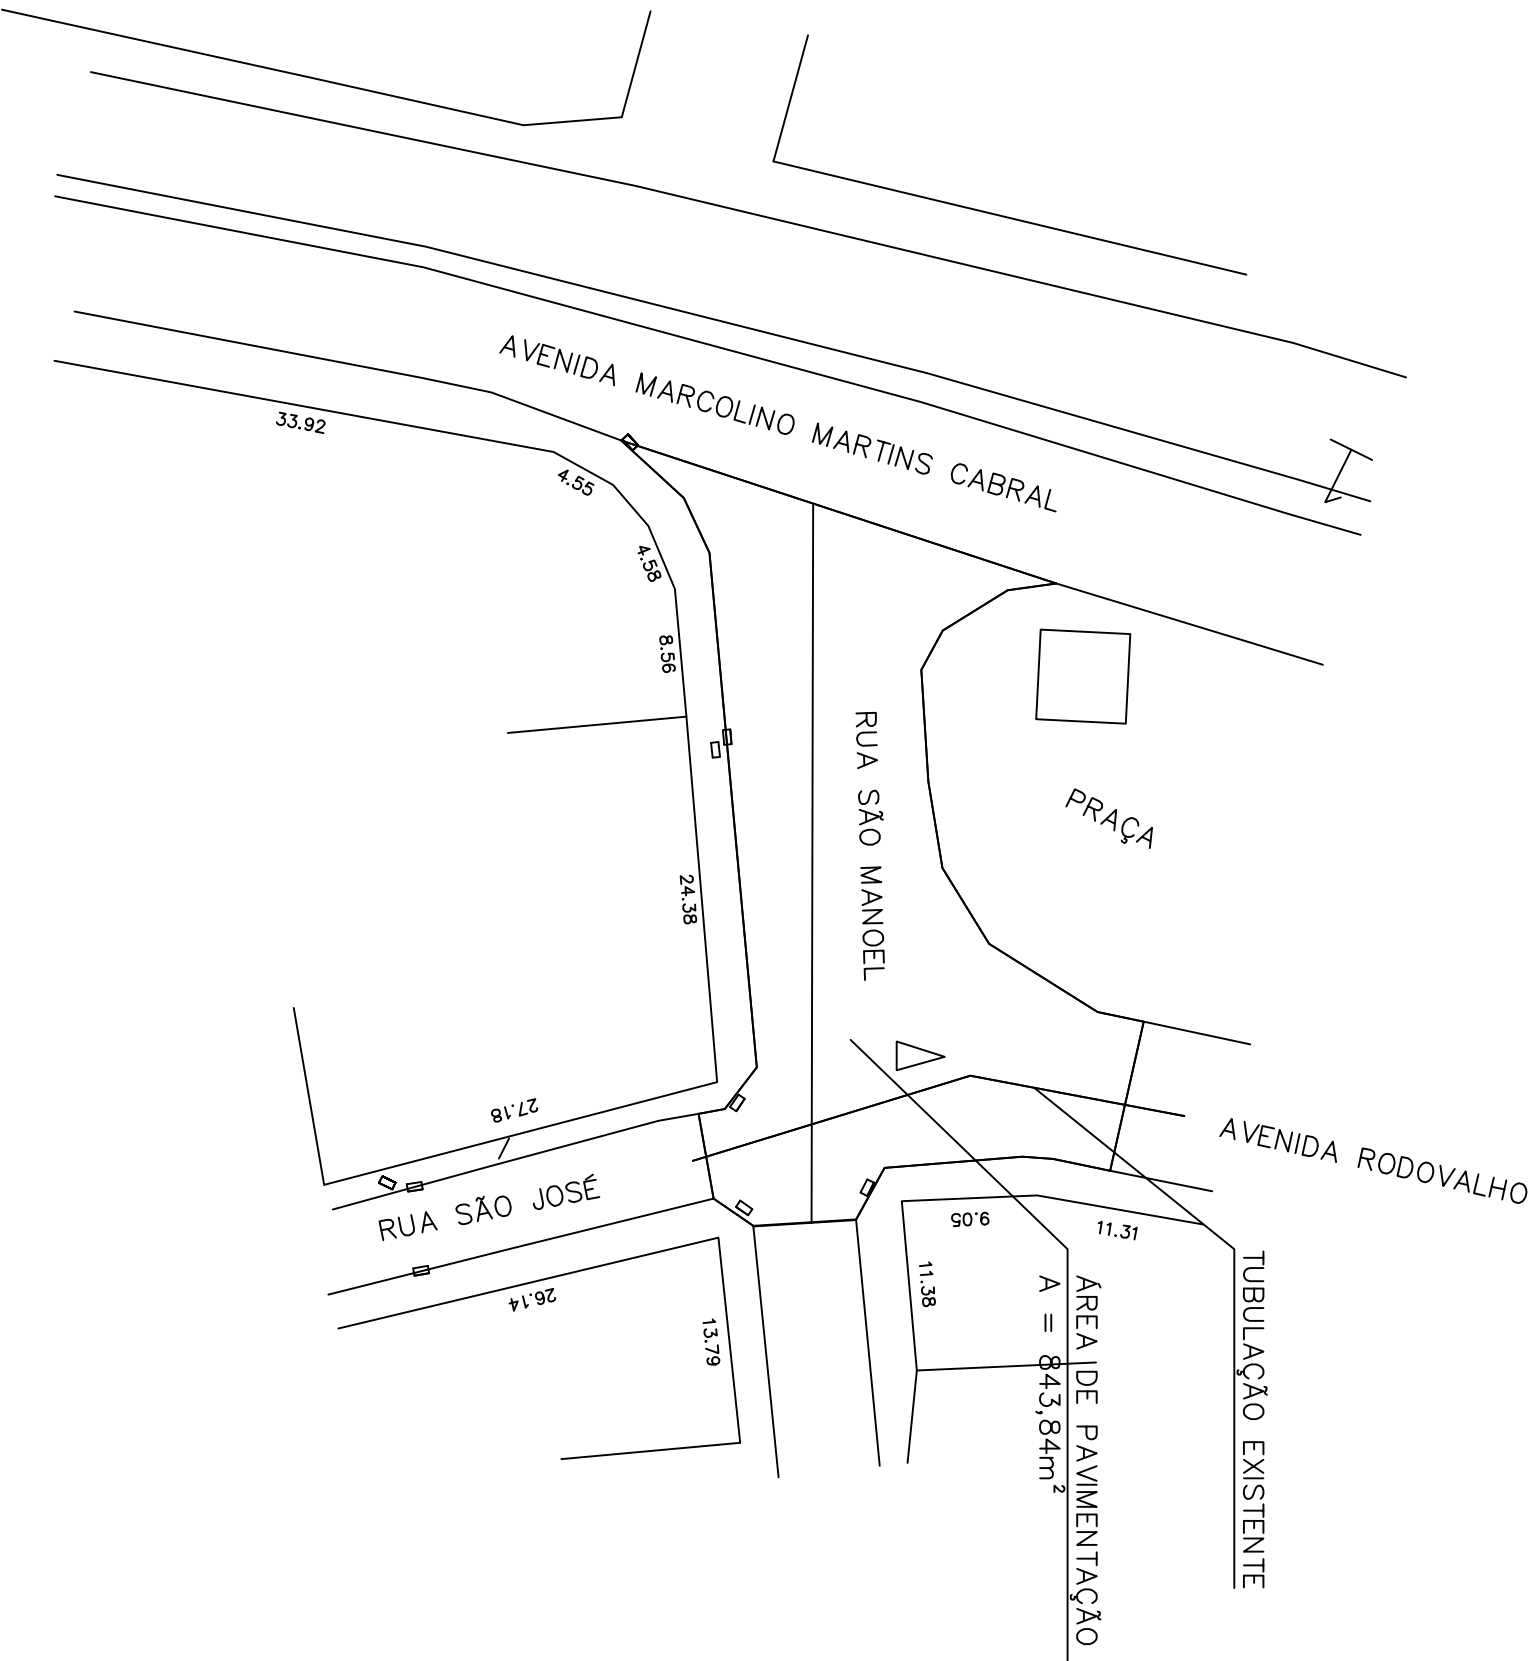 AVENIDA MARCOLINO MARTINS CABRAL
33.92
4.55
4.58
8.56
RUA SÃO MANOEL
PRAÇA
24.38
27.18
AVENIDA RODOVALHO
RUA SÃO JOSÉ
9.05
11.31
26.14
11.38
13.79
TUBULAÇÃO EXISTENTE
ÁREA DE PAVIMENTAÇÃO
A = 843,84m²